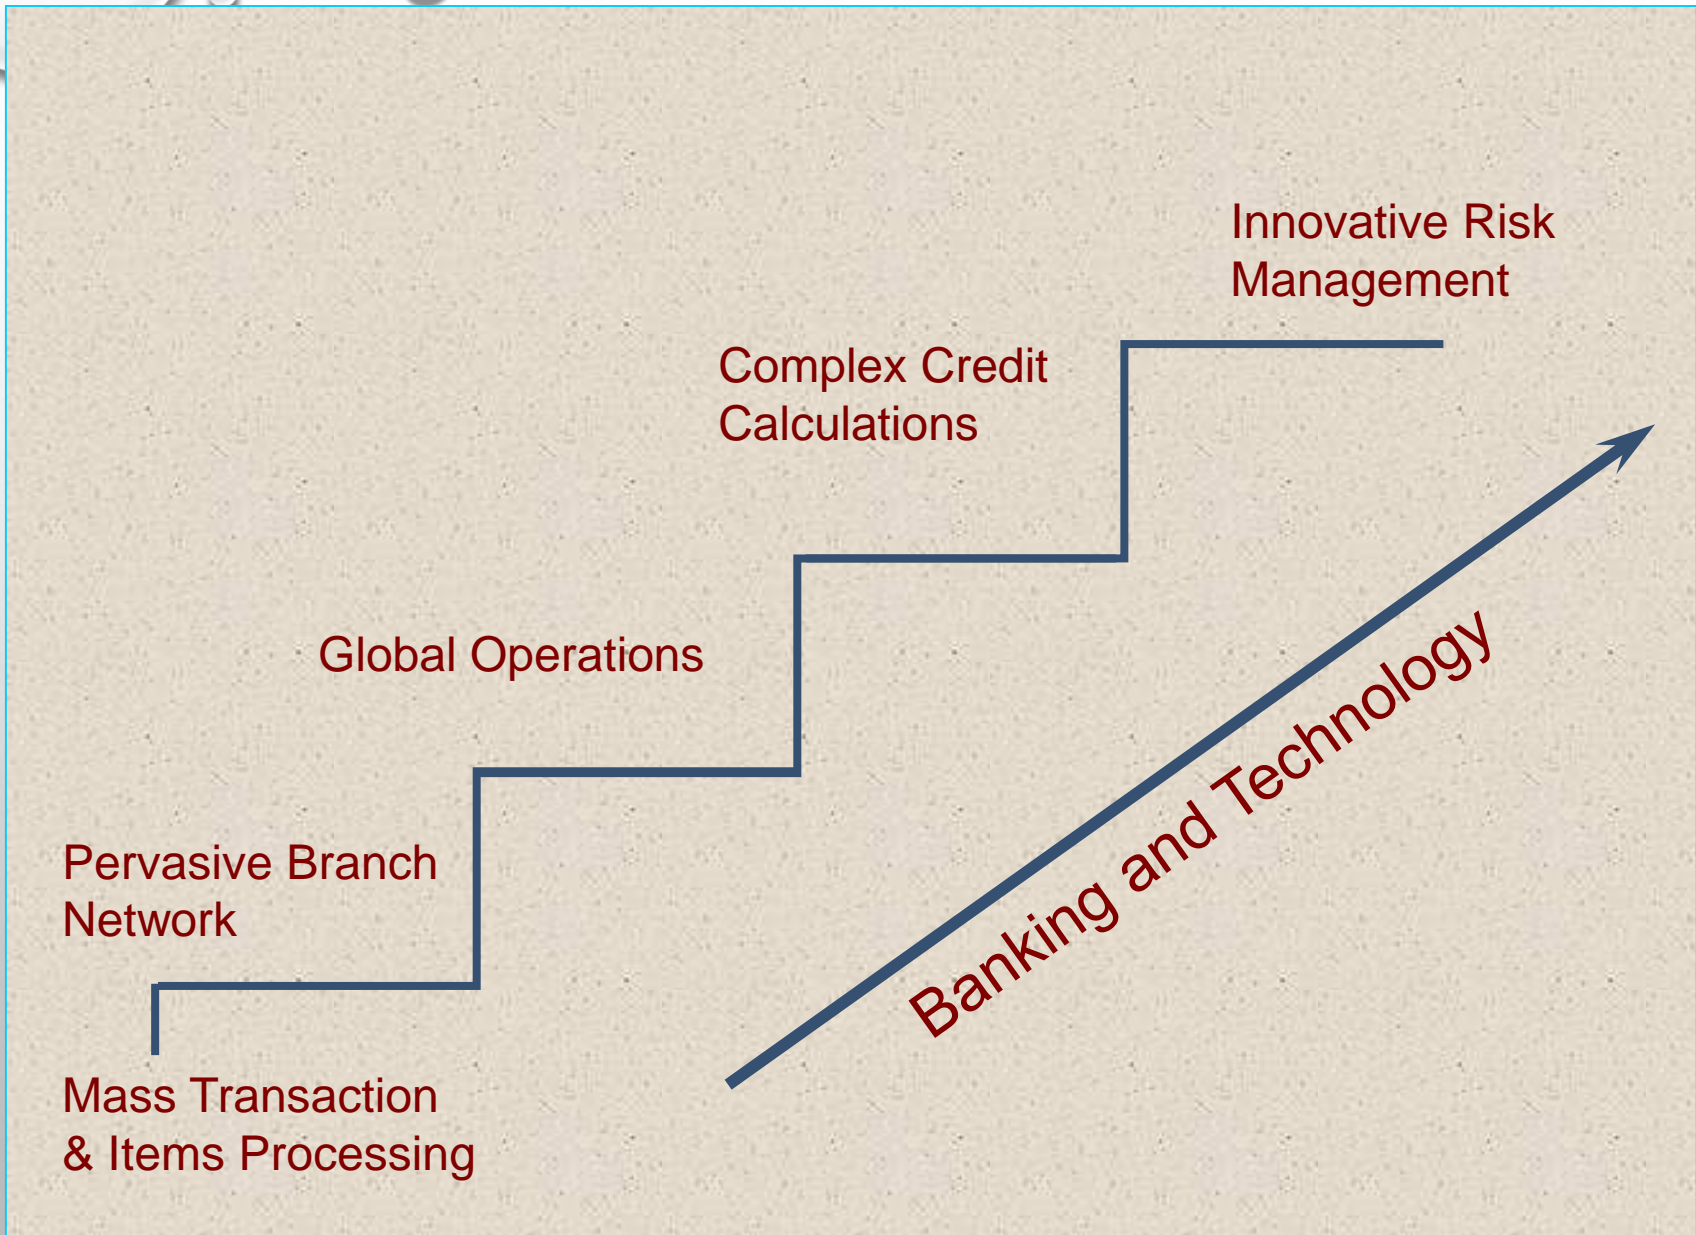 Innovative Risk
Management
Complex Credit
Calculations
Global Operations
Pervasive Branch
Network
Mass Transaction
& Items Processing
Banking and Technology